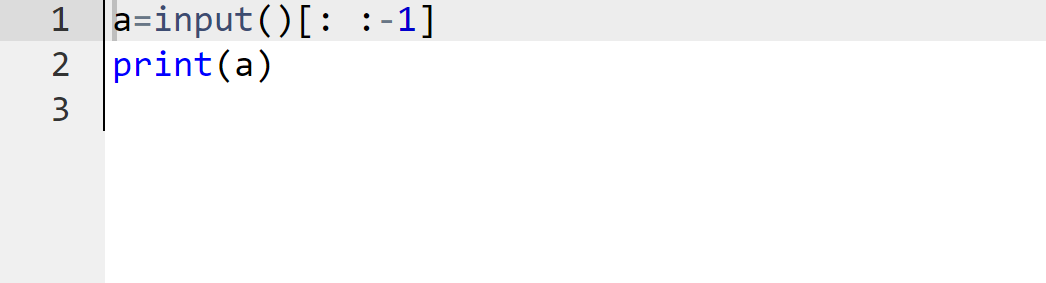 1 a=input()[: :-1]
2 print(a)
3